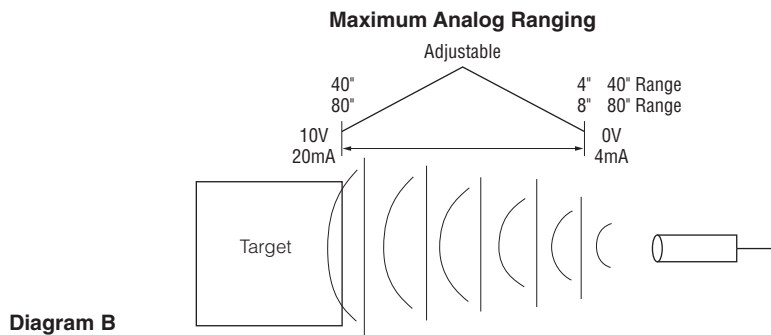 Maximum Analog Ranging
Adjustable
40" 4" 40" Range
80" 8" 80" Range
10V 0V
20mA 4mA
Target
Diagram B